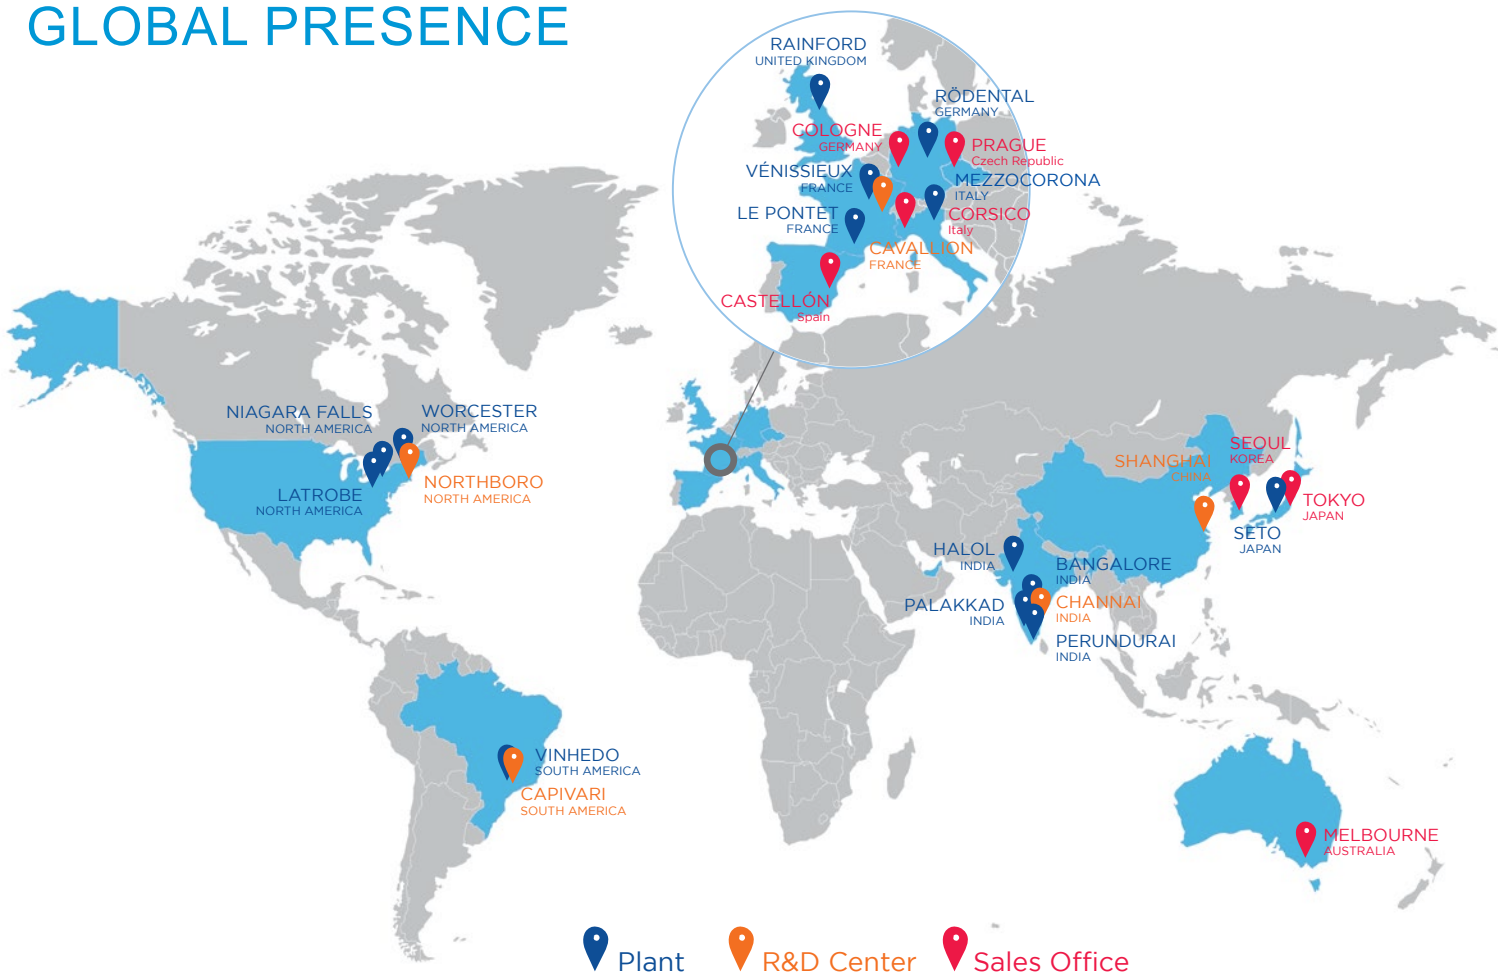 GLOBAL PRESENCE
RAINFORD
UNITED KINGDOM
RÖDENTAL
GERMANY
COLOGNE
GERMANY
PRAGUE
Czech Republic
VÉNISSIEUX
FRANCE
MEZZOCORONA
ITALY
LE PONTET
FRANCE
CORSICO
Italy
CAVALLION
FRANCE
CASTELLÓN
Spain
NIAGARA FALLS
NORTH AMERICA
WORCESTER
NORTH AMERICA
NORTHBORO
NORTH AMERICA
LATROBE
NORTH AMERICA
SEOUL
KOREA
SHANGHAI
CHINA
TOKYO
JAPAN
SETO
JAPAN
HALOL
INDIA
BANGALORE
INDIA
PALAKKAD
INDIA
CHANNAI
INDIA
PERUNDURAI
INDIA
VINHEDO
SOUTH AMERICA
CAPIVARI
SOUTH AMERICA
MELBOURNE
AUSTRALIA
Plant
R&D Center
Sales Office